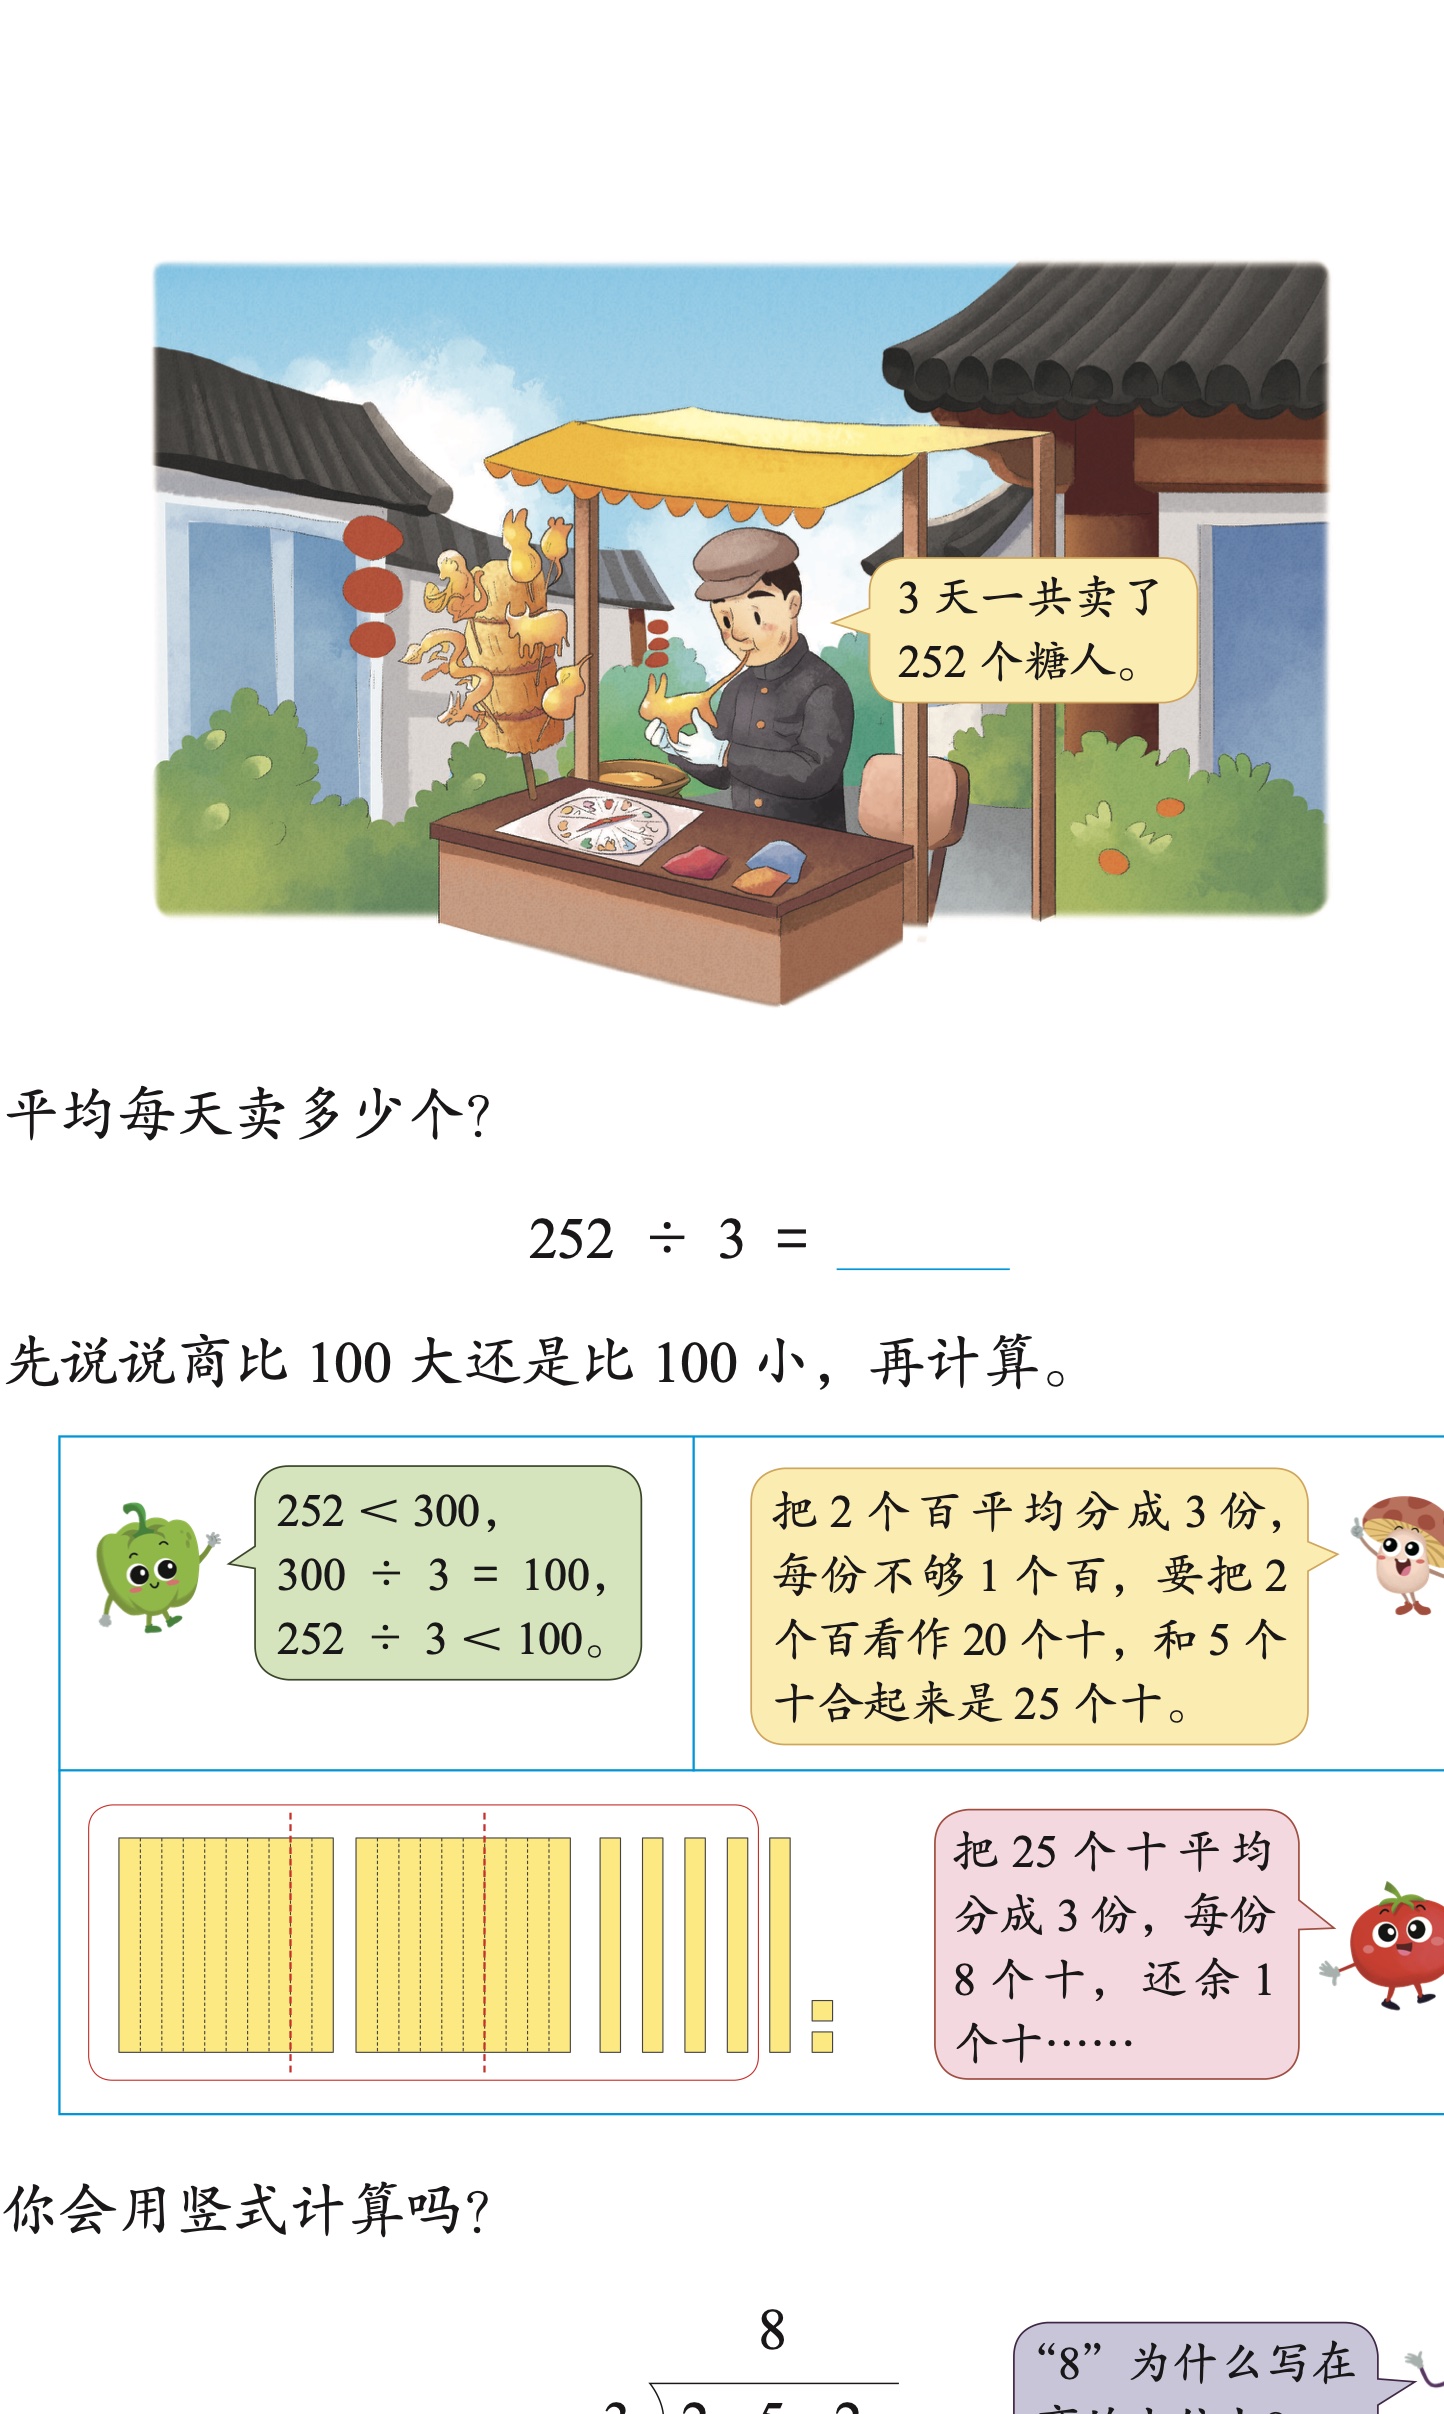 3 天一共卖了
252 个糖人。
平均每天卖多少个？
252 ÷ 3 =
先说说商比 100 大还是比 100 小，再计算。
252 < 300，
300 ÷ 3 = 100，
252 ÷ 3 < 100。
把 2 个百平均分成 3 份，
每份不够 1 个百，要把 2
个百看作 20 个十，和 5 个
十合起来是 25 个十。
把 25 个十平均
分成 3 份，每份
8 个十，还余 1
个十……
你会用竖式计算吗？
8
3 2 5 2
“8”为什么写在